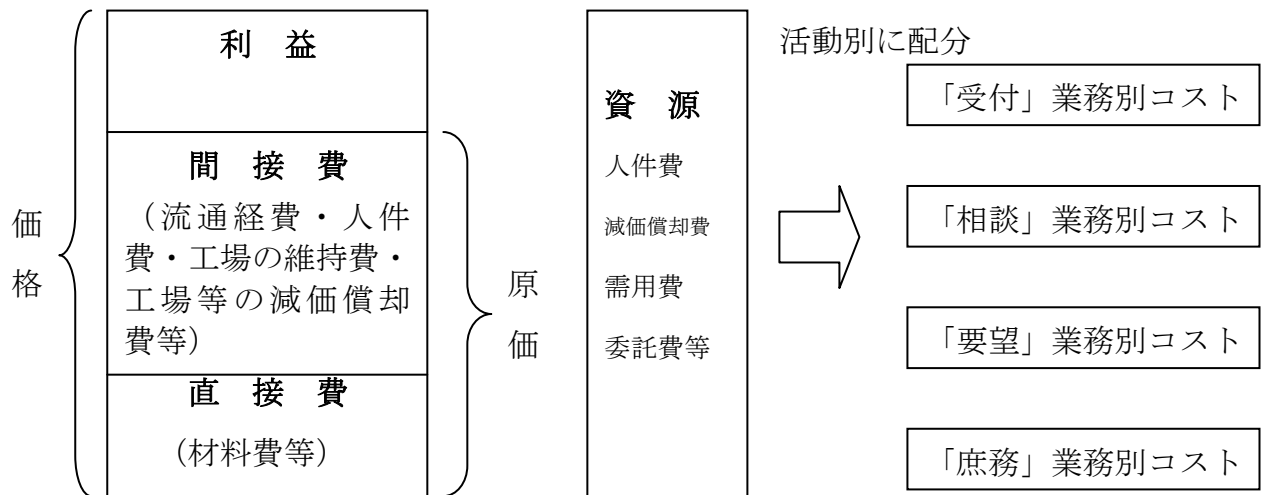 価
格
利　益
間　接　費
（流通経費・人件
費・工場の維持費・
工場等の減価償却
費等）
直　接　費
（材料費等）
原
価
資　源
人件費
減価償却費
需用費
委託費等
活動別に配分
「受付」業務別コスト
「相談」業務別コスト
「要望」業務別コスト
「庶務」業務別コスト